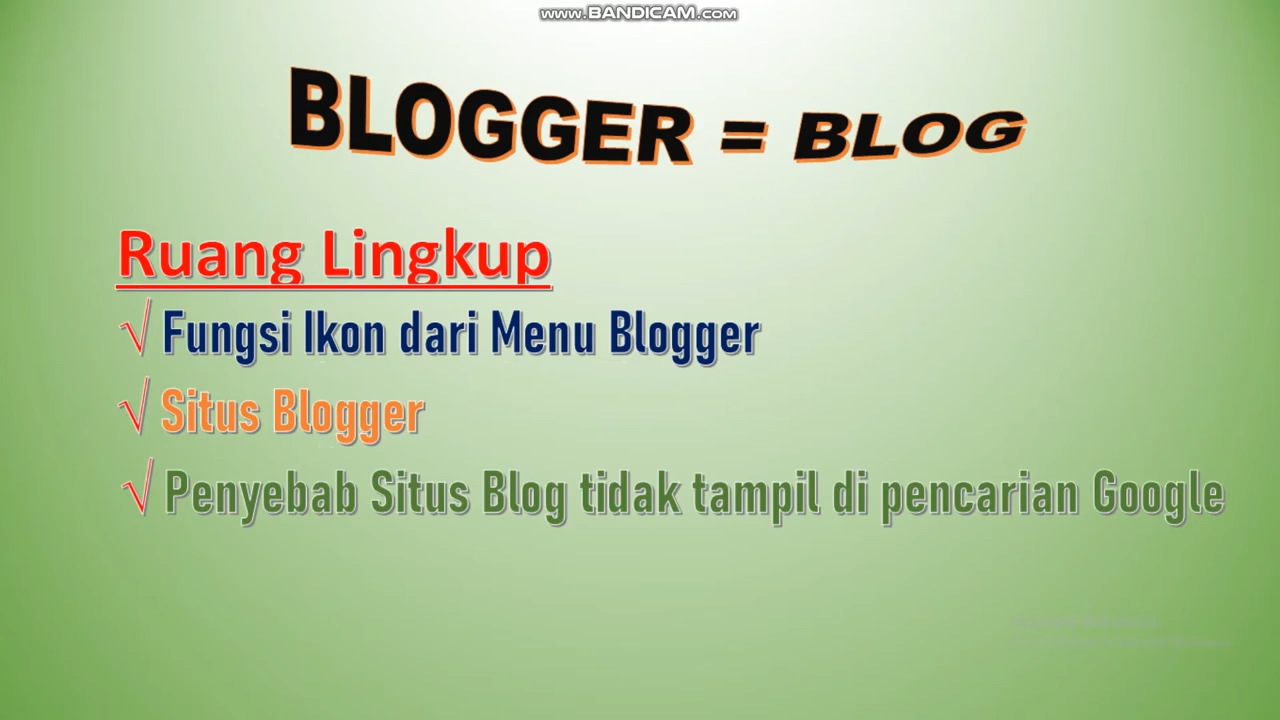 www.BANDICAM.com
BLOGGER = BLOG
Ruang Lingkup
√ Fungsi Ikon dari Menu Blogger
√ Situs Blogger
√ Penyebab Situs Blog tidak tampil di pencarian Google